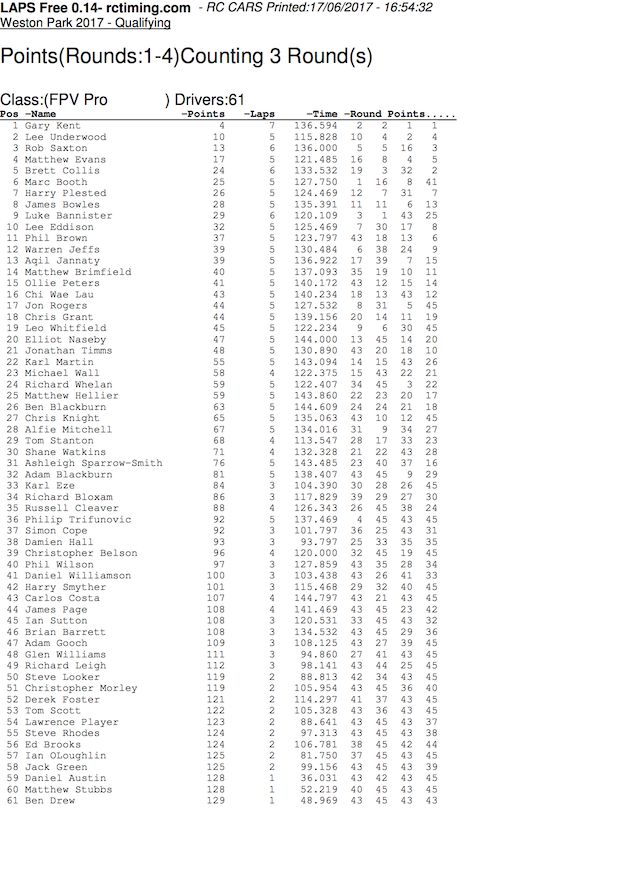 LAPS Free 0.14- rctiming.com - RC CARS Printed:17/06/2017 - 16:54:32
Weston Park 2017 - Qualifying
Points(Rounds:1-4)Counting 3 Round(s)
Class:(FPV Pro ) Drivers:61
Pos -Name -Points -Laps -Time -Round Points.....
1 Gary Kent 4 7 136.594 2 2 1 1
2 Lee Underwood 10 5 115.828 10 4 2 4
3 Rob Saxton 13 6 136.000 5 5 16 3
4 Matthew Evans 17 5 121.485 16 8 4 5
5 Brett Collis 24 6 133.532 19 3 32 2
6 Marc Booth 25 5 127.750 1 16 8 41
7 Harry Plested 26 5 124.469 12 7 31 7
8 James Bowles 28 5 135.391 11 11 6 13
9 Luke Bannister 29 6 120.109 3 1 43 25
10 Lee Eddison 32 5 125.469 7 30 17 8
11 Phil Brown 37 5 123.797 43 18 13 6
12 Warren Jeffs 39 5 130.484 6 38 24 9
13 Aqil Jannaty 39 5 136.922 17 39 7 15
14 Matthew Brimfield 40 5 137.093 35 19 10 11
15 Ollie Peters 41 5 140.172 43 12 15 14
16 Chi Wae Lau 43 5 140.234 18 13 43 12
17 Jon Rogers 44 5 127.532 8 31 5 45
18 Chris Grant 44 5 139.156 20 14 11 19
19 Leo Whitfield 45 5 122.234 9 6 30 45
20 Elliot Naseby 47 5 144.000 13 45 14 20
21 Jonathan Timms 48 5 130.890 43 20 18 10
22 Karl Martin 55 5 143.094 14 15 43 26
23 Michael Wall 58 4 122.375 15 43 22 21
24 Richard Whelan 59 5 122.407 34 45 3 22
25 Matthew Hellier 59 5 143.860 22 23 20 17
26 Ben Blackburn 63 5 144.609 24 24 21 18
27 Chris Knight 65 5 135.063 43 10 12 45
28 Alfie Mitchell 67 5 134.016 31 9 34 27
29 Tom Stanton 68 4 113.547 28 17 33 23
30 Shane Watkins 71 4 132.328 21 22 43 28
31 Ashleigh Sparrow-Smith 76 5 143.485 23 40 37 16
32 Adam Blackburn 81 5 138.407 43 45 9 29
33 Karl Eze 84 3 104.390 30 28 26 45
34 Richard Bloxam 86 3 117.829 39 29 27 30
35 Russell Cleaver 88 4 126.343 26 45 38 24
36 Philip Trifunovic 92 5 137.469 4 45 43 45
37 Simon Cope 92 3 101.797 36 25 43 31
38 Damien Hall 93 3 93.797 25 33 35 35
39 Christopher Belson 96 4 120.000 32 45 19 45
40 Phil Wilson 97 3 127.859 43 35 28 34
41 Daniel Williamson 100 3 103.438 43 26 41 33
42 Harry Smyther 101 3 115.468 29 32 40 45
43 Carlos Costa 107 4 144.797 43 21 43 45
44 James Page 108 4 141.469 43 45 23 42
45 Ian Sutton 108 3 120.531 33 45 43 32
46 Brian Barrett 108 3 134.532 43 45 29 36
47 Adam Gooch 109 3 108.125 43 27 39 45
48 Glen Williams 111 3 94.860 27 41 43 45
49 Richard Leigh 112 3 98.141 43 44 25 45
50 Steve Looker 119 2 88.813 42 34 43 45
51 Christopher Morley 119 2 105.954 43 45 36 40
52 Derek Foster 121 2 114.297 41 37 43 45
53 Tom Scott 122 2 105.328 43 36 43 45
54 Lawrence Player 123 2 88.641 43 45 43 37
55 Steve Rhodes 124 2 97.313 43 45 43 38
56 Ed Brooks 124 2 106.781 38 45 42 44
57 Ian OLoughlin 125 2 81.750 37 45 43 45
58 Jack Green 125 2 99.156 43 45 43 39
59 Daniel Austin 128 1 36.031 43 42 43 45
60 Matthew Stubbs 128 1 52.219 40 45 43 45
61 Ben Drew 129 1 48.969 43 45 43 43